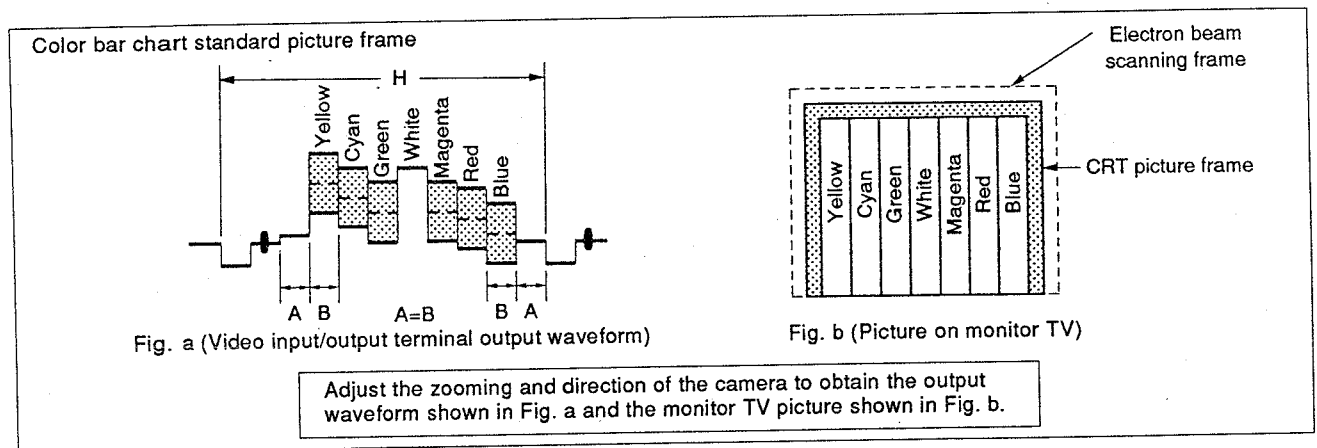 Color bar chart standard picture frame
H
Yellow
Cyan
Green
White
Magenta
Red
Blue
A B A=B B A
Fig. a (Video input/output terminal output waveform)
Electron beam
scanning frame
CRT picture frame
Yellow
Cyan
Green
White
Magenta
Red
Blue
Fig. b (Picture on monitor TV)
Adjust the zooming and direction of the camera to obtain the output
waveform shown in Fig. a and the monitor TV picture shown in Fig. b.